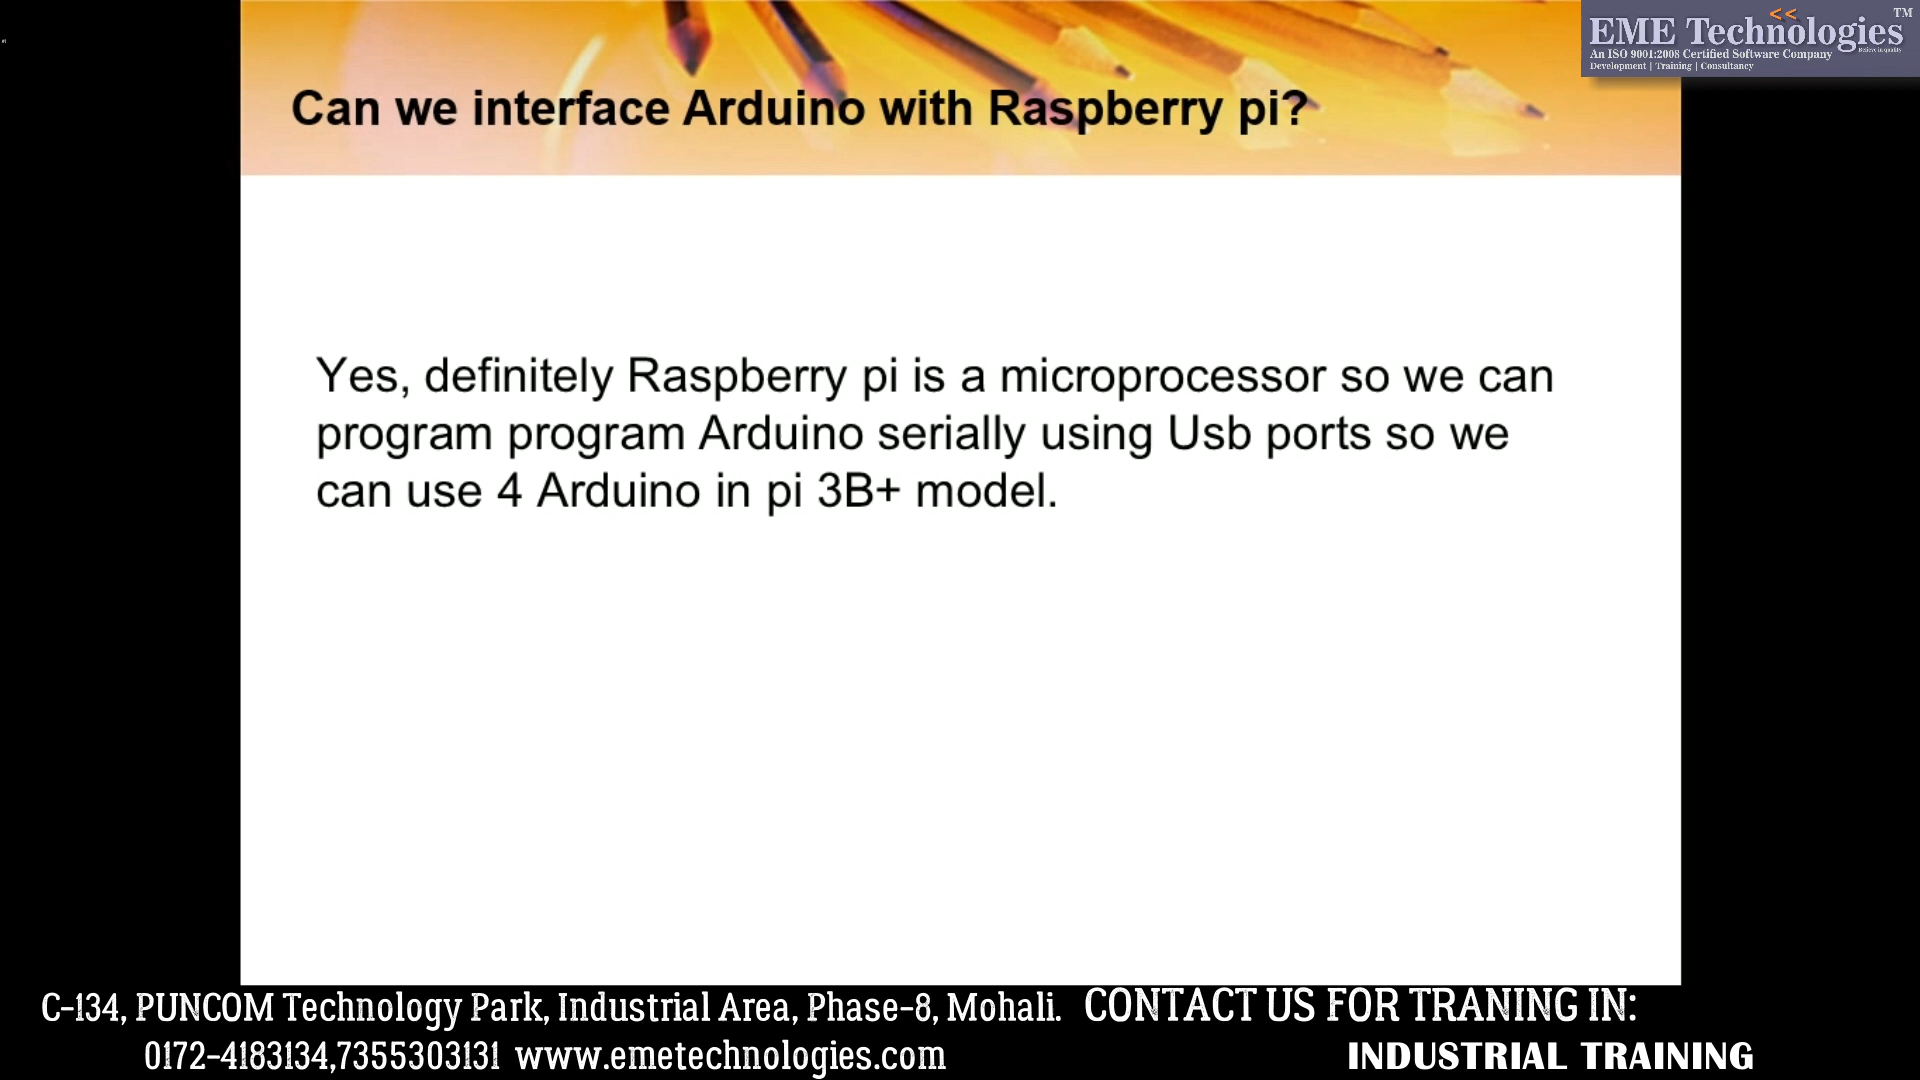 << TM
EME Technologies
Believe in quality
An ISO 9001:2008 Certified Software Company
Development | Training | Consultancy
Can we interface Arduino with Raspberry pi?
Yes, definitely Raspberry pi is a microprocessor so we can
program program Arduino serially using Usb ports so we
can use 4 Arduino in pi 3B+ model.
C-134, PUNCOM Technology Park, Industrial Area, Phase-8, Mohali. CONTACT US FOR TRANING IN:
0172-4183134,7355303131 www.emetechnologies.com INDUSTRIAL TRAINING